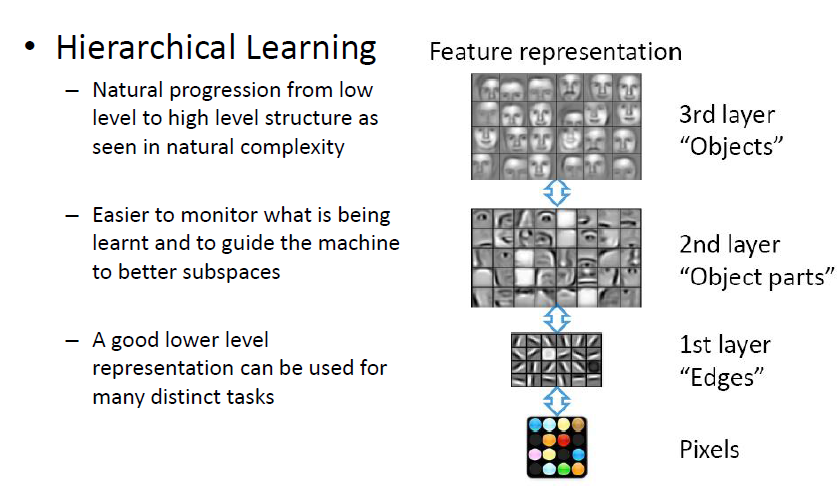 • Hierarchical Learning
– Natural progression from low
level to high level structure as
seen in natural complexity
– Easier to monitor what is being
learnt and to guide the machine
to better subspaces
– A good lower level
representation can be used for
many distinct tasks
Feature representation
3rd layer
“Objects”
2nd layer
“Object parts”
1st layer
“Edges”
Pixels